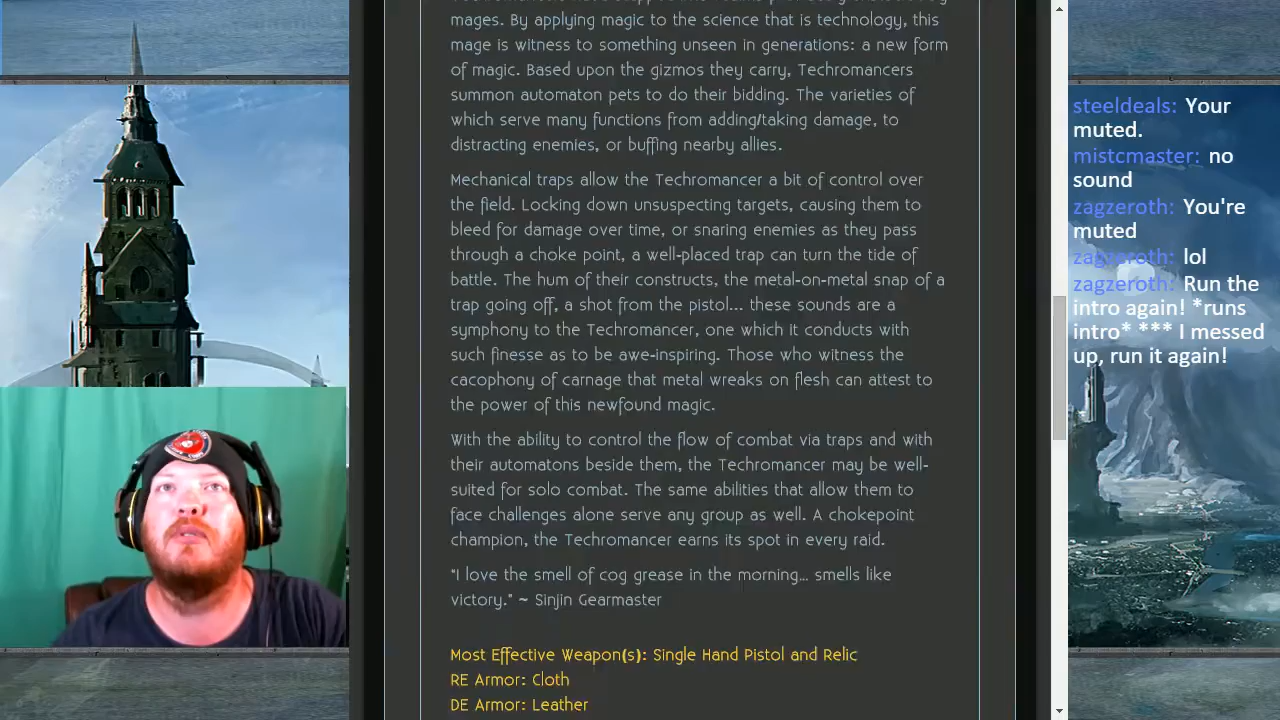 mages. By applying magic to the science that is technology, this
mage is witness to something unseen in generations: a new form
of magic. Based upon the gizmos they carry, Techromancers
summon automaton pets to do their bidding. The varieties of
which serve many functions from adding/taking damage, to
distracting enemies, or buffing nearby allies.
Mechanical traps allow the Techromancer a bit of control over
the field. Locking down unsuspecting targets, causing them to
bleed for damage over time, or snaring enemies as they pass
through a choke point, a well-placed trap can turn the tide of
battle. The hum of their constructs, the metal-on-metal snap of a
trap going off, a shot from the pistol... these sounds are a
symphony to the Techromancer, one which it conducts with
such finesse as to be awe-inspiring. Those who witness the
cacophony of carnage that metal wreaks on flesh can attest to
the power of this newfound magic.
With the ability to control the flow of combat via traps and with
their automatons beside them, the Techromancer may be well-
suited for solo combat. The same abilities that allow them to
face challenges alone serve any group as well. A chokepoint
champion, the Techromancer earns its spot in every raid.
"I love the smell of cog grease in the morning... smells like
victory." ~ Sinjin Gearmaster
Most Effective Weapon(s): Single Hand Pistol and Relic
RE Armor: Cloth
DE Armor: Leather
steeldeals: Your
muted.
mistcmaster: no
sound
zagzeroth: You're
muted
zagzeroth: lol
zagzeroth: Run the
intro again! *runs
intro* *** I messed
up, run it again!